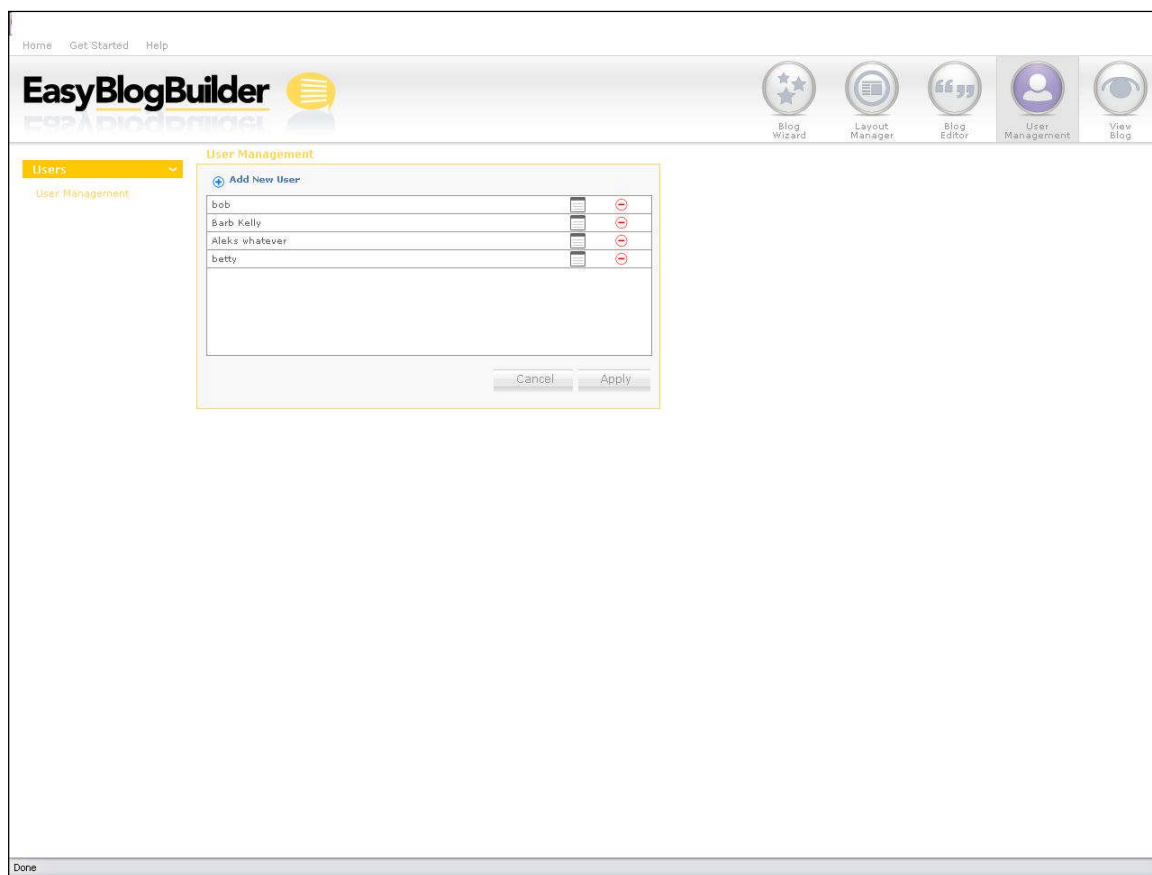 Home Get Started Help
EasyBlogBuilder
Blog
Wizard
Layout
Manager
Blog
Editor
User
Management
View
Blog
Users
User Management
User Management
Add New User
bob
Barb Kelly
Aleks whatever
betty
Cancel Apply
Done